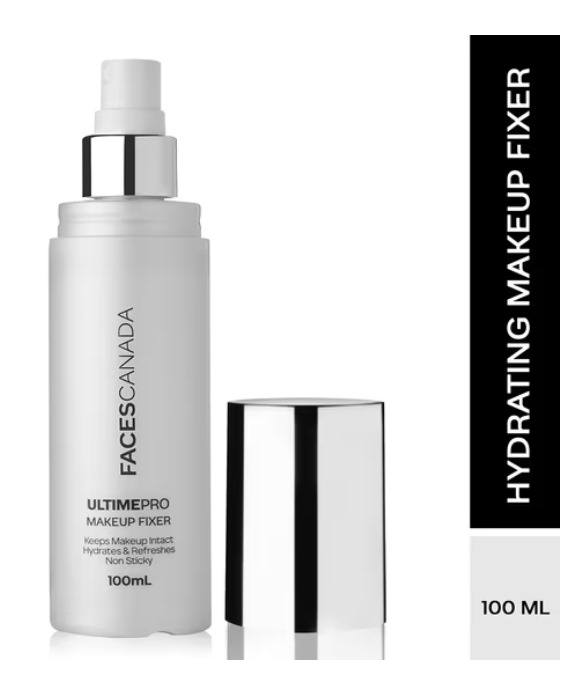 FACESCANADA
ULTIMEPRO
MAKEUP FIXER
Keeps Makeup Intact
Hydrates & Refreshes
Non Sticky
100mL
HYDRATING MAKEUP FIXER
100 ML